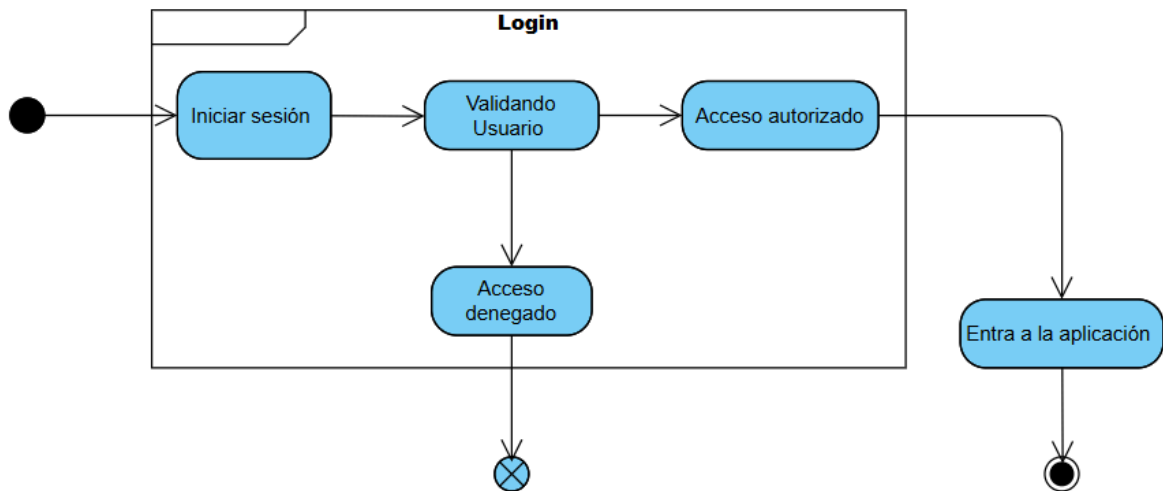 Login
Iniciar sesión
Validando
Usuario
Acceso autorizado
Acceso
denegado
Entra a la aplicación